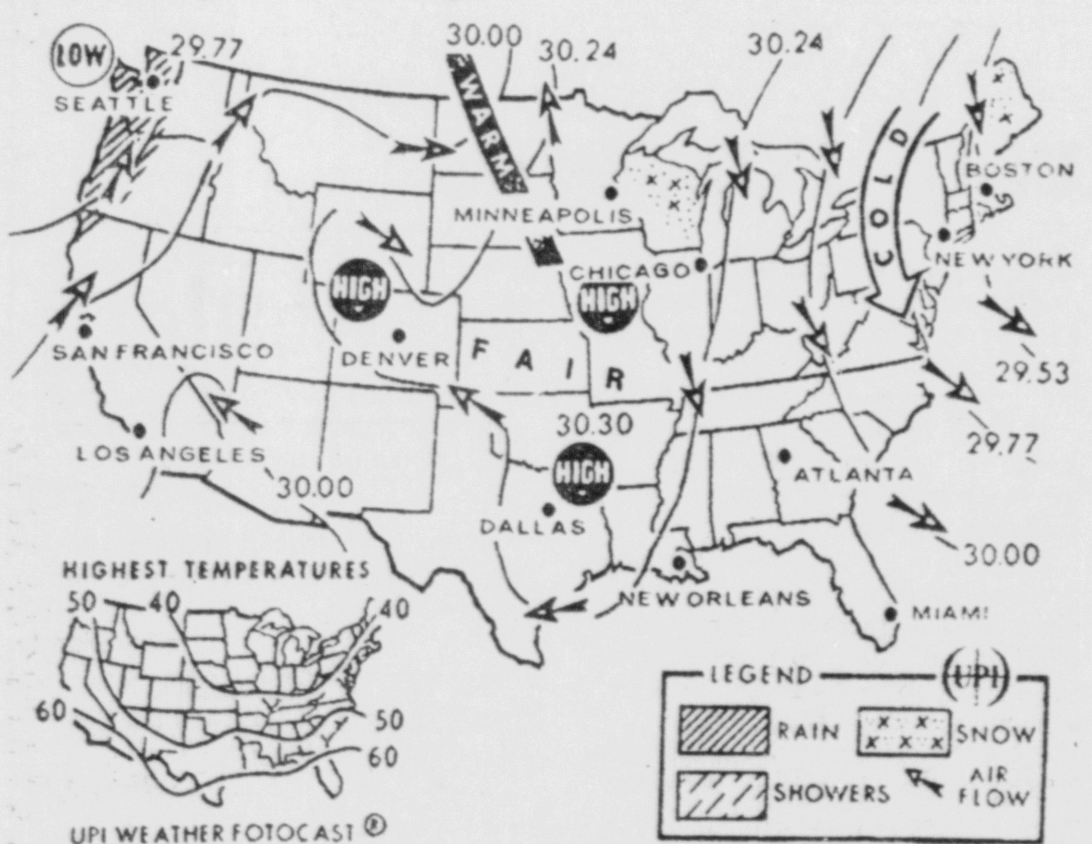 LOW
29.77
30.00
30.24
30.24
SEATTLE
WARM
COLD
BOSTON
MINNEAPOLIS
NEW YORK
CHICAGO
HIGH
HIGH
SAN FRANCISCO
DENVER
FAIR
29.53
30.30
29.77
LOS ANGELES
HIGH
ATLANTA
30.00
DALLAS
30.00
HIGHEST TEMPERATURES
NEW ORLEANS
MIAMI
50
40
40
60
50
60
LEGEND
UPI
RAIN
SNOW
SHOWERS
AIR
FLOW
UPI WEATHER FOTOCAST ®